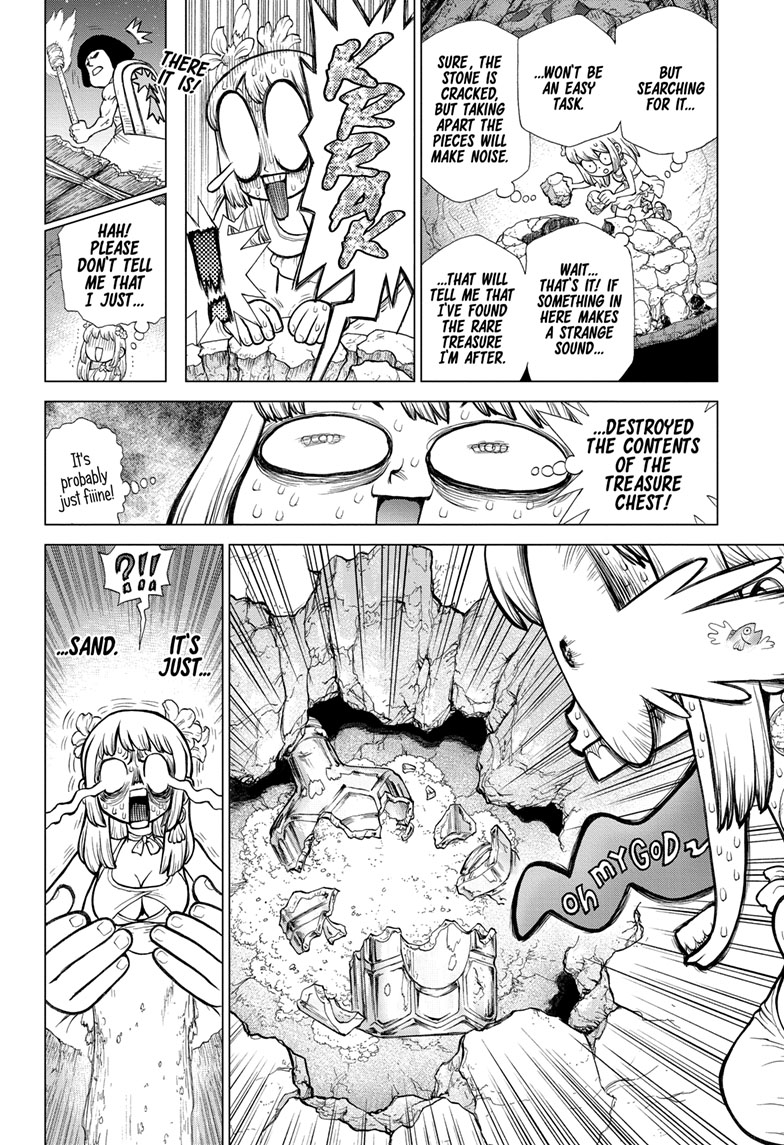 BUT
SEARCHING
FOR IT...
...WON'T BE
AN EASY
TASK.
SURE, THE
STONE IS
CRACKED,
BUT TAKING
APART THE
PIECES WILL
MAKE NOISE.
WAIT...
THAT'S IT! IF
SOMETHING IN
HERE MAKES
A STRANGE
SOUND...
...THAT WILL
TELL ME THAT
I'VE FOUND
THE RARE
TREASURE
I'M AFTER.
KRRAK
THERE
IT IS!
HAH!
PLEASE
DON'T TELL
ME THAT
I JUST...
...DESTROYED
THE CONTENTS
OF THE
TREASURE
CHEST!
It's
probably
just fiiine!
Oh my GOD~
?!!
IT'S
JUST...
...SAND.